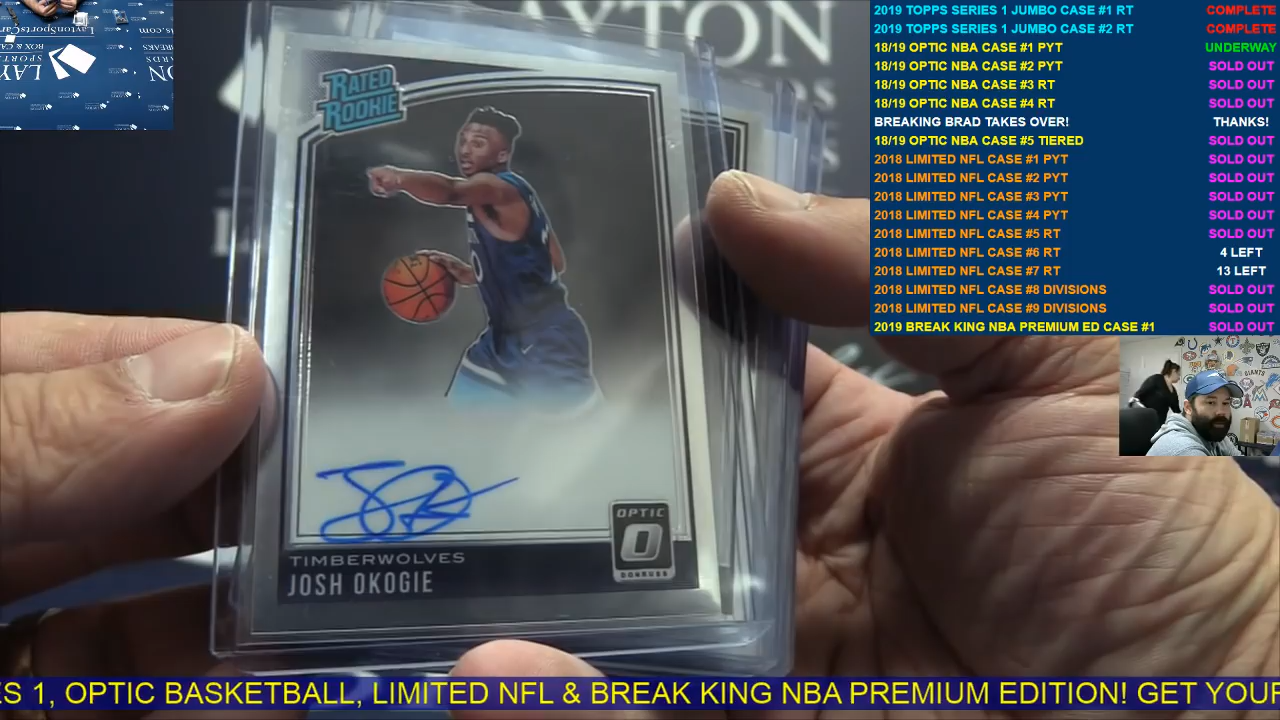 LaytonSportsCards
LAYTON
RATED
ROOKIE
OPTIC
O
DONRUSS
TIMBERWOLVES
JOSH OKOGIE
2019 TOPPS SERIES 1 JUMBO CASE #1 RT COMPLETE
2019 TOPPS SERIES 1 JUMBO CASE #2 RT COMPLETE
18/19 OPTIC NBA CASE #1 PYT UNDERWAY
18/19 OPTIC NBA CASE #2 PYT SOLD OUT
18/19 OPTIC NBA CASE #3 RT SOLD OUT
18/19 OPTIC NBA CASE #4 RT SOLD OUT
BREAKING BRAD TAKES OVER! THANKS!
18/19 OPTIC NBA CASE #5 TIERED SOLD OUT
2018 LIMITED NFL CASE #1 PYT SOLD OUT
2018 LIMITED NFL CASE #2 PYT SOLD OUT
2018 LIMITED NFL CASE #3 PYT SOLD OUT
2018 LIMITED NFL CASE #4 PYT SOLD OUT
2018 LIMITED NFL CASE #5 RT SOLD OUT
2018 LIMITED NFL CASE #6 RT 4 LEFT
2018 LIMITED NFL CASE #7 RT 13 LEFT
2018 LIMITED NFL CASE #8 DIVISIONS SOLD OUT
2018 LIMITED NFL CASE #9 DIVISIONS SOLD OUT
2019 BREAK KING NBA PREMIUM ED CASE #1 SOLD OUT
GIANTS
ES 1, OPTIC BASKETBALL, LIMITED NFL & BREAK KING NBA PREMIUM EDITION! GET YOUR